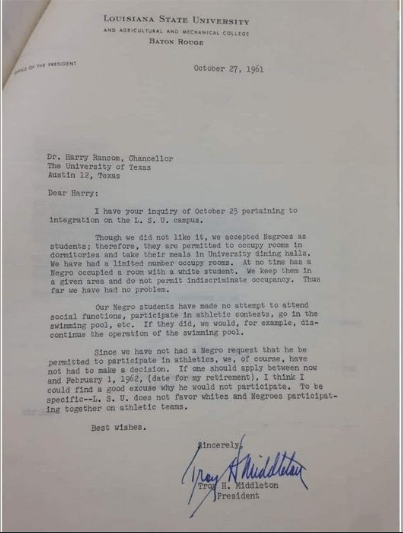 LOUISIANA STATE UNIVERSITY
AND AGRICULTURAL AND MECHANICAL COLLEGE
BATON ROUGE
OFFICE OF THE PRESIDENT
October 27, 1961
Dr. Harry Ransom, Chancellor
The University of Texas
Austin 12, Texas
Dear Harry:
I have your inquiry of October 25 pertaining to
integration on the L. S. U. campus.
Though we did not like it, we accepted Negroes as
students; therefore, they are permitted to occupy rooms in
dormitories and take their meals in University dining halls.
We have had a limited number occupy rooms. At no time has a
Negro occupied a room with a white student. We keep them in
a given area and do not permit indiscriminate occupancy. Thus
far we have had no problem.
Our Negro students have made no attempt to attend
social functions, participate in athletic contests, go in the
swimming pool, etc. If they did, we would, for example, dis-
continue the operation of the swimming pool.
Since we have not had a Negro request that he be
permitted to participate in athletics, we, of course, have
not had to make a decision. If one should apply between now
and February 1, 1962, (date for my retirement), I think I
could find a good excuse why he would not participate. To be
specific--L. S. U. does not favor whites and Negroes participat-
ing together on athletic teams.
Best wishes.
Sincerely,
Troy H Middleton
Troy H. Middleton
President